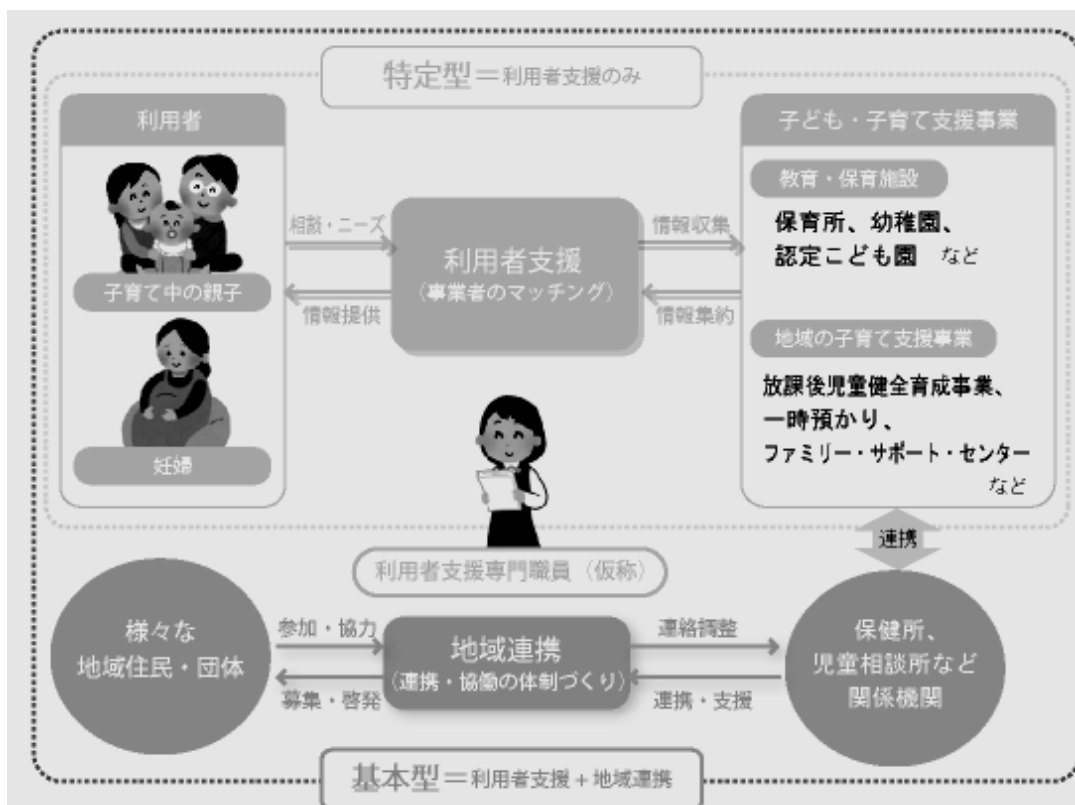 特定型＝利用者支援のみ
利用者
子育て中の親子
妊婦
相談・ニーズ
情報提供
利用者支援
（事業者のマッチング）
情報収集
情報集約
子ども・子育て支援事業
教育・保育施設
保育所、幼稚園、
認定こども園 など
地域の子育て支援事業
放課後児童健全育成事業、
一時預かり、
ファミリー・サポート・センター
など
連携
利用者支援専門職員（仮称）
様々な
地域住民・団体
参加・協力
募集・啓発
地域連携
（連携・協働の体制づくり）
連絡調整
連携・支援
保健所、
児童相談所など
関係機関
基本型＝利用者支援＋地域連携